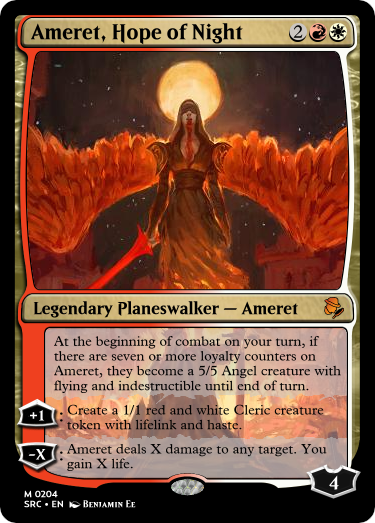 Ameret, Hope of Night 2
Legendary Planeswalker — Ameret
At the beginning of combat on your turn, if
there are seven or more loyalty counters on
Ameret, they become a 5/5 Angel creature with
flying and indestructible until end of turn.
+1: Create a 1/1 red and white Cleric creature
token with lifelink and haste.
-X: Ameret deals X damage to any target. You
gain X life.
4
M 0204
SRC • EN Benjamin Ee